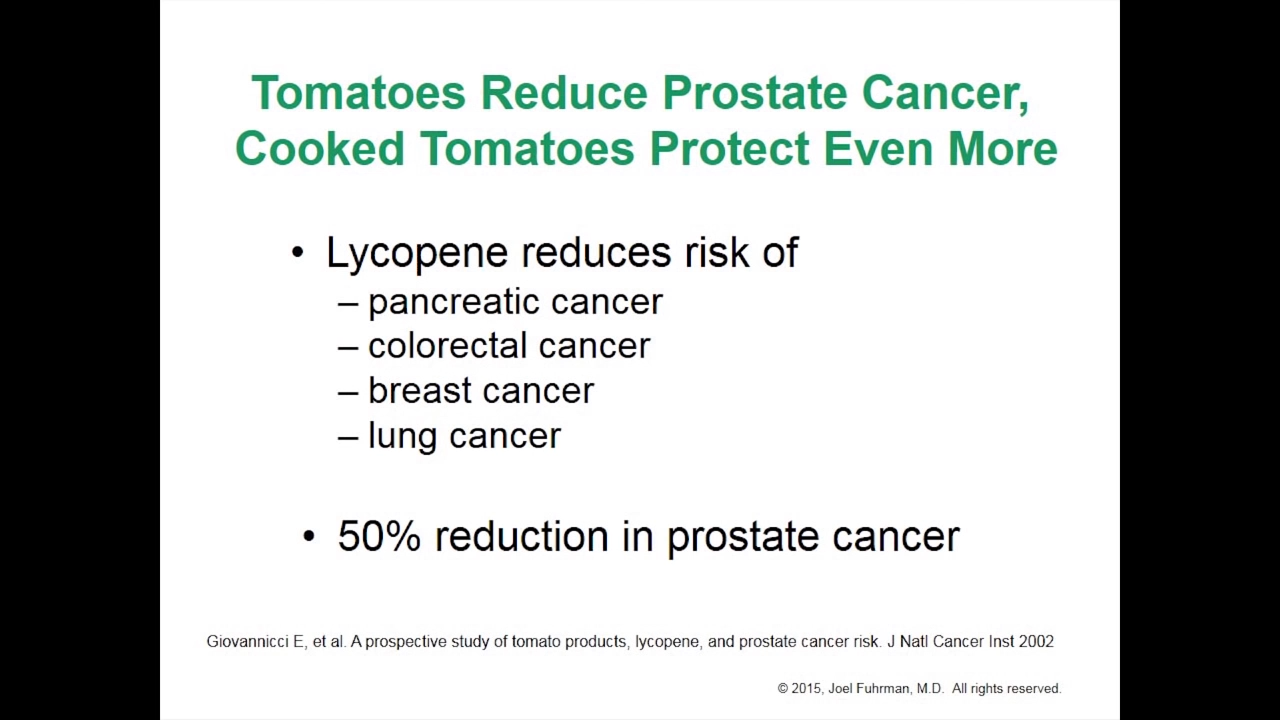 Tomatoes Reduce Prostate Cancer,
Cooked Tomatoes Protect Even More
• Lycopene reduces risk of
– pancreatic cancer
– colorectal cancer
– breast cancer
– lung cancer
• 50% reduction in prostate cancer
Giovannicci E, et al. A prospective study of tomato products, lycopene, and prostate cancer risk. J Natl Cancer Inst 2002
© 2015, Joel Fuhrman, M.D. All rights reserved.